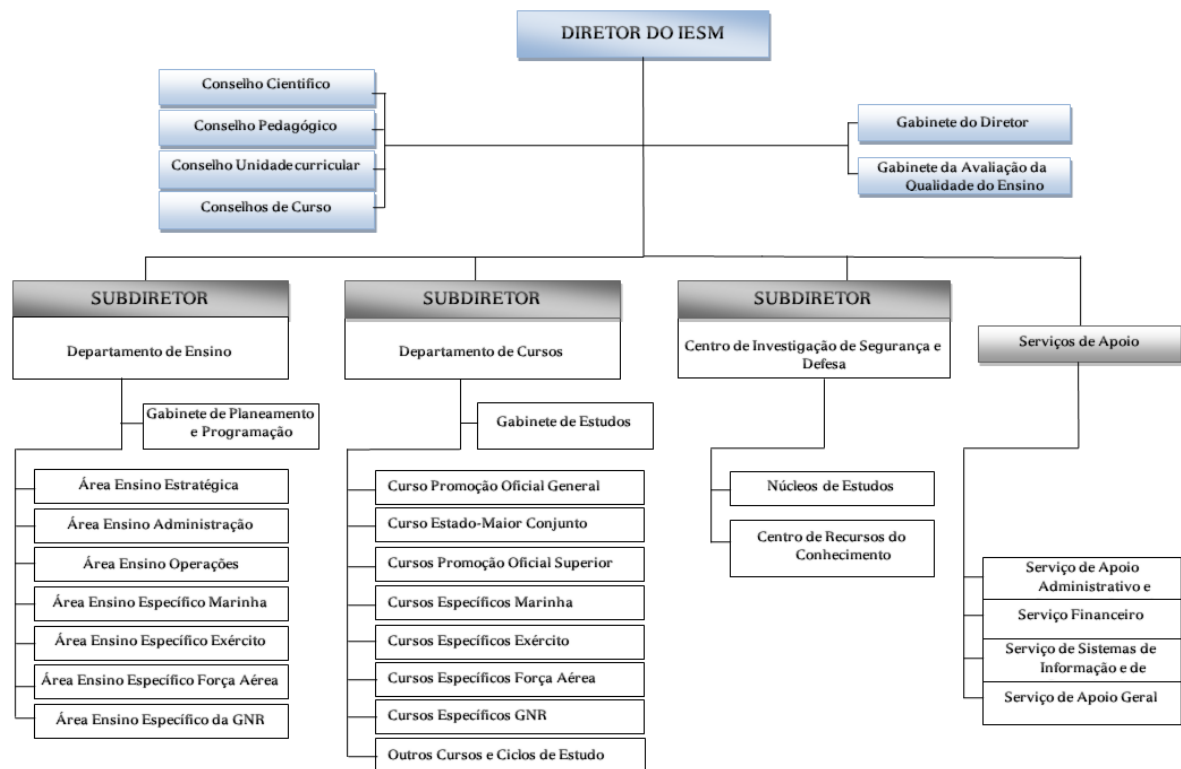 DIRETOR DO IESM
Conselho Científico
Conselho Pedagógico
Conselho Unidade curricular
Conselhos de Curso
Gabinete do Diretor
Gabinete da Avaliação da
Qualidade do Ensino
SUBDIRETOR
Departamento de Ensino
Gabinete de Planeamento
e Programação
Área Ensino Estratégica
Área Ensino Administração
Área Ensino Operações
Área Ensino Específico Marinha
Área Ensino Específico Exército
Área Ensino Específico Força Aérea
Área Ensino Específico da GNR
SUBDIRETOR
Departamento de Cursos
Gabinete de Estudos
Curso Promoção Oficial General
Curso Estado-Maior Conjunto
Cursos Promoção Oficial Superior
Cursos Específicos Marinha
Cursos Específicos Exército
Cursos Específicos Força Aérea
Cursos Específicos GNR
Outros Cursos e Ciclos de Estudo
SUBDIRETOR
Centro de Investigação de Segurança e
Defesa
Núcleos de Estudos
Centro de Recursos do
Conhecimento
Serviços de Apoio
Serviço de Apoio
Administrativo e
Serviço Financeiro
Serviço de Sistemas de
Informação e de
Serviço de Apoio Geral